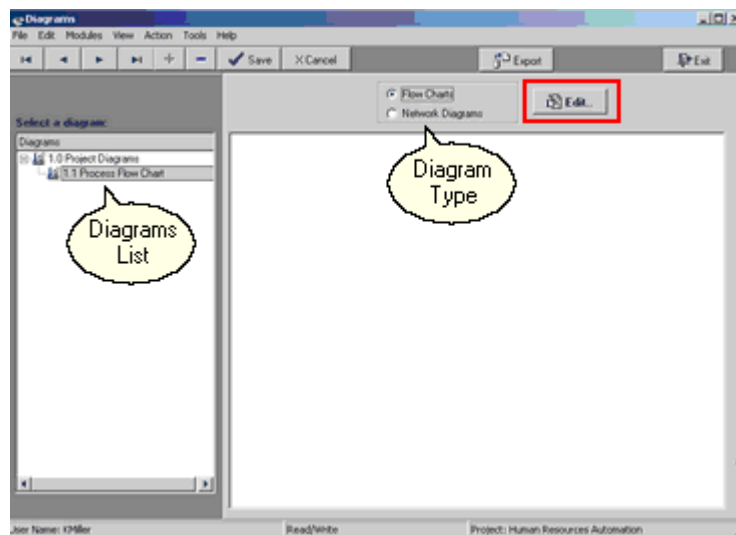 Diagrams
File Edit Modules View Action Tools Help
Save X Cancel Export Exit
Flow Charts
Network Diagrams
Edit...
Select a diagram:
Diagrams
1.0 Project Diagrams
1.1 Process Flow Chart
Diagram
Type
Diagrams
List
User Name: KMiller Read/Write Project: Human Resources Automation